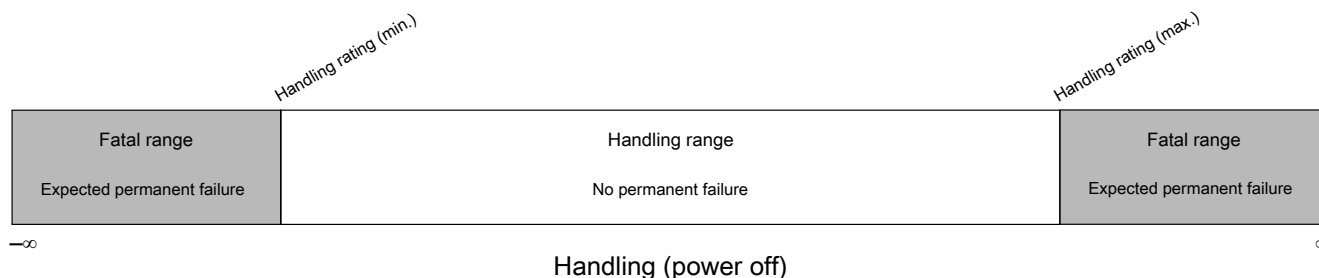 Handling rating (min.)
Handling rating (max.)
Fatal range
Handling range
Fatal range
Expected permanent failure
No permanent failure
Expected permanent failure
–∞
Handling (power off)